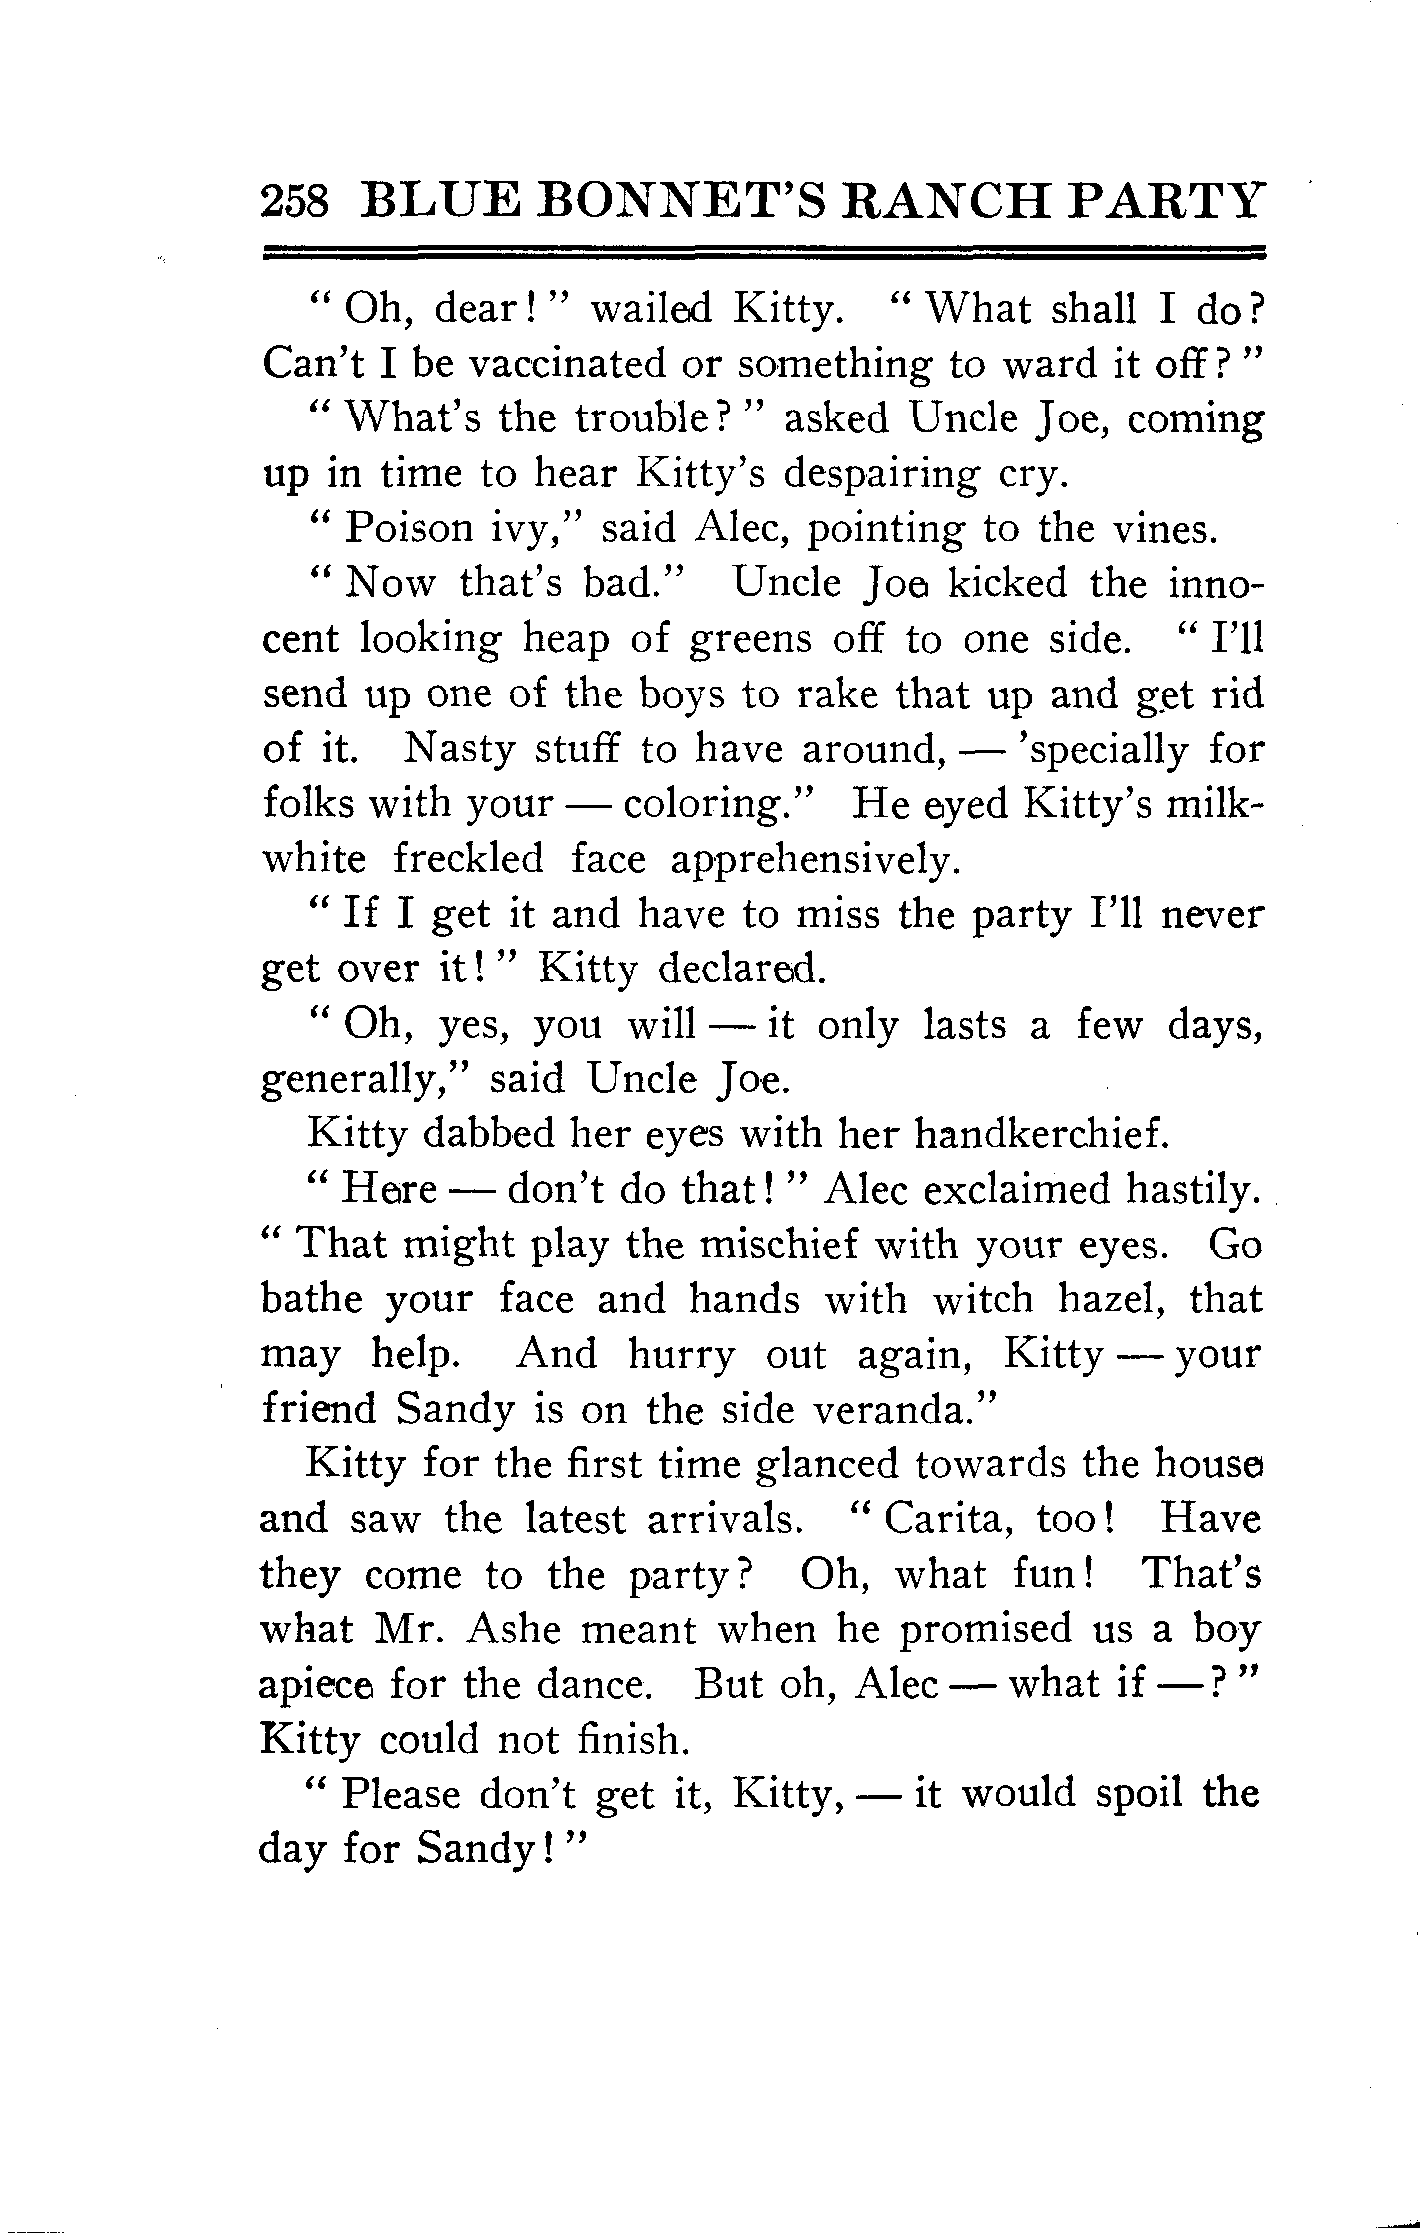 258 BLUE BONNET'S RANCH PARTY
" Oh, dear! " wailed Kitty. " What shall I do?
Can't I be vaccinated or something to ward it off? "
" What's the trouble? " asked Uncle Joe, coming
up in time to hear Kitty's despairing cry.
" Poison ivy," said Alec, pointing to the vines.
" Now that's bad." Uncle Joe kicked the inno-
cent looking heap of greens off to one side. " I'll
send up one of the boys to rake that up and get rid
of it. Nasty stuff to have around, — 'specially for
folks with your — coloring." He eyed Kitty's milk-
white freckled face apprehensively.
" If I get it and have to miss the party I'll never
get over it! " Kitty declared.
" Oh, yes, you will — it only lasts a few days,
generally," said Uncle Joe.
Kitty dabbed her eyes with her handkerchief.
" Here — don't do that! " Alec exclaimed hastily.
" That might play the mischief with your eyes. Go
bathe your face and hands with witch hazel, that
may help. And hurry out again, Kitty — your
friend Sandy is on the side veranda."
Kitty for the first time glanced towards the house
and saw the latest arrivals. " Carita, too! Have
they come to the party? Oh, what fun! That's
what Mr. Ashe meant when he promised us a boy
apiece for the dance. But oh, Alec — what if —? "
Kitty could not finish.
" Please don't get it, Kitty, — it would spoil the
day for Sandy! "